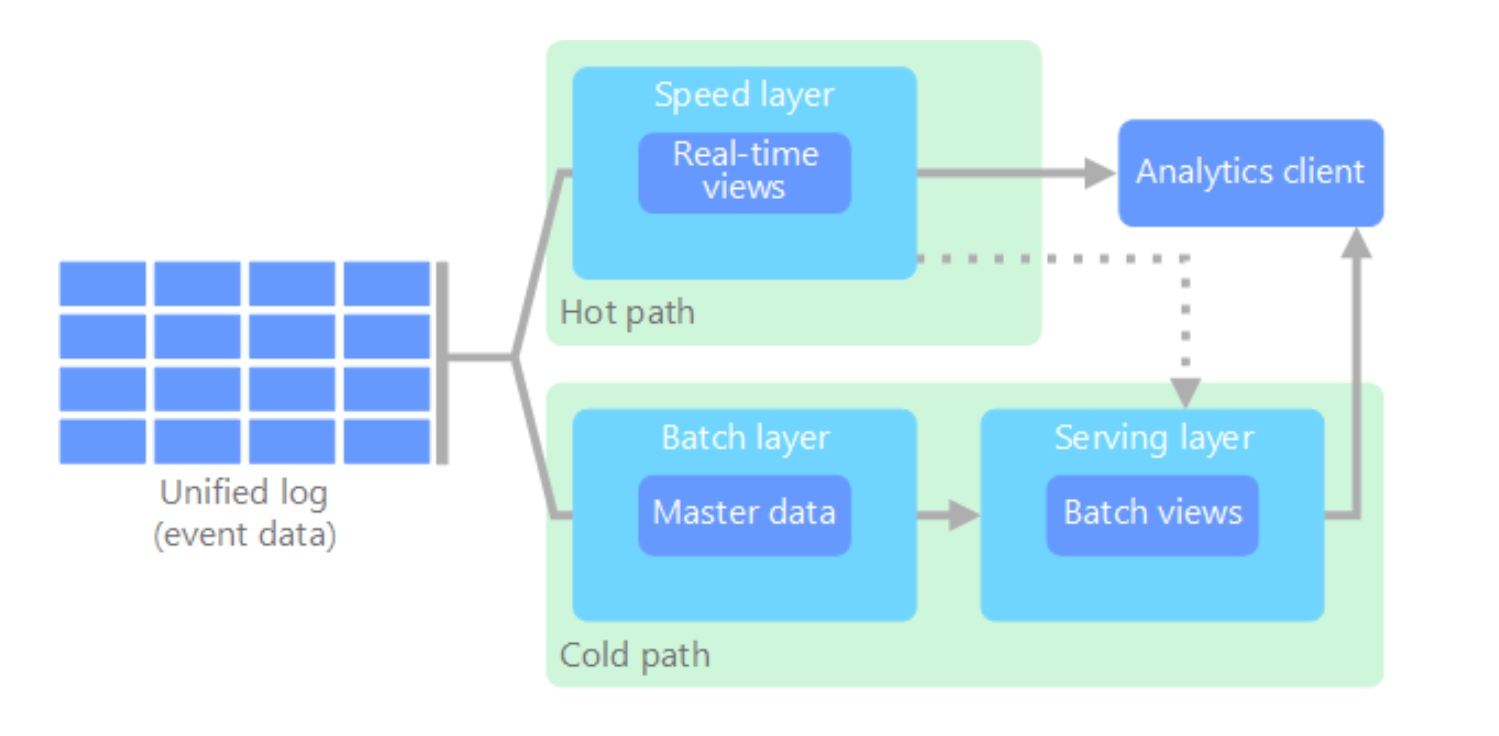 Speed layer
Real-time
views
Analytics client
Hot path
Unified log
(event data)
Batch layer
Master data
Serving layer
Batch views
Cold path